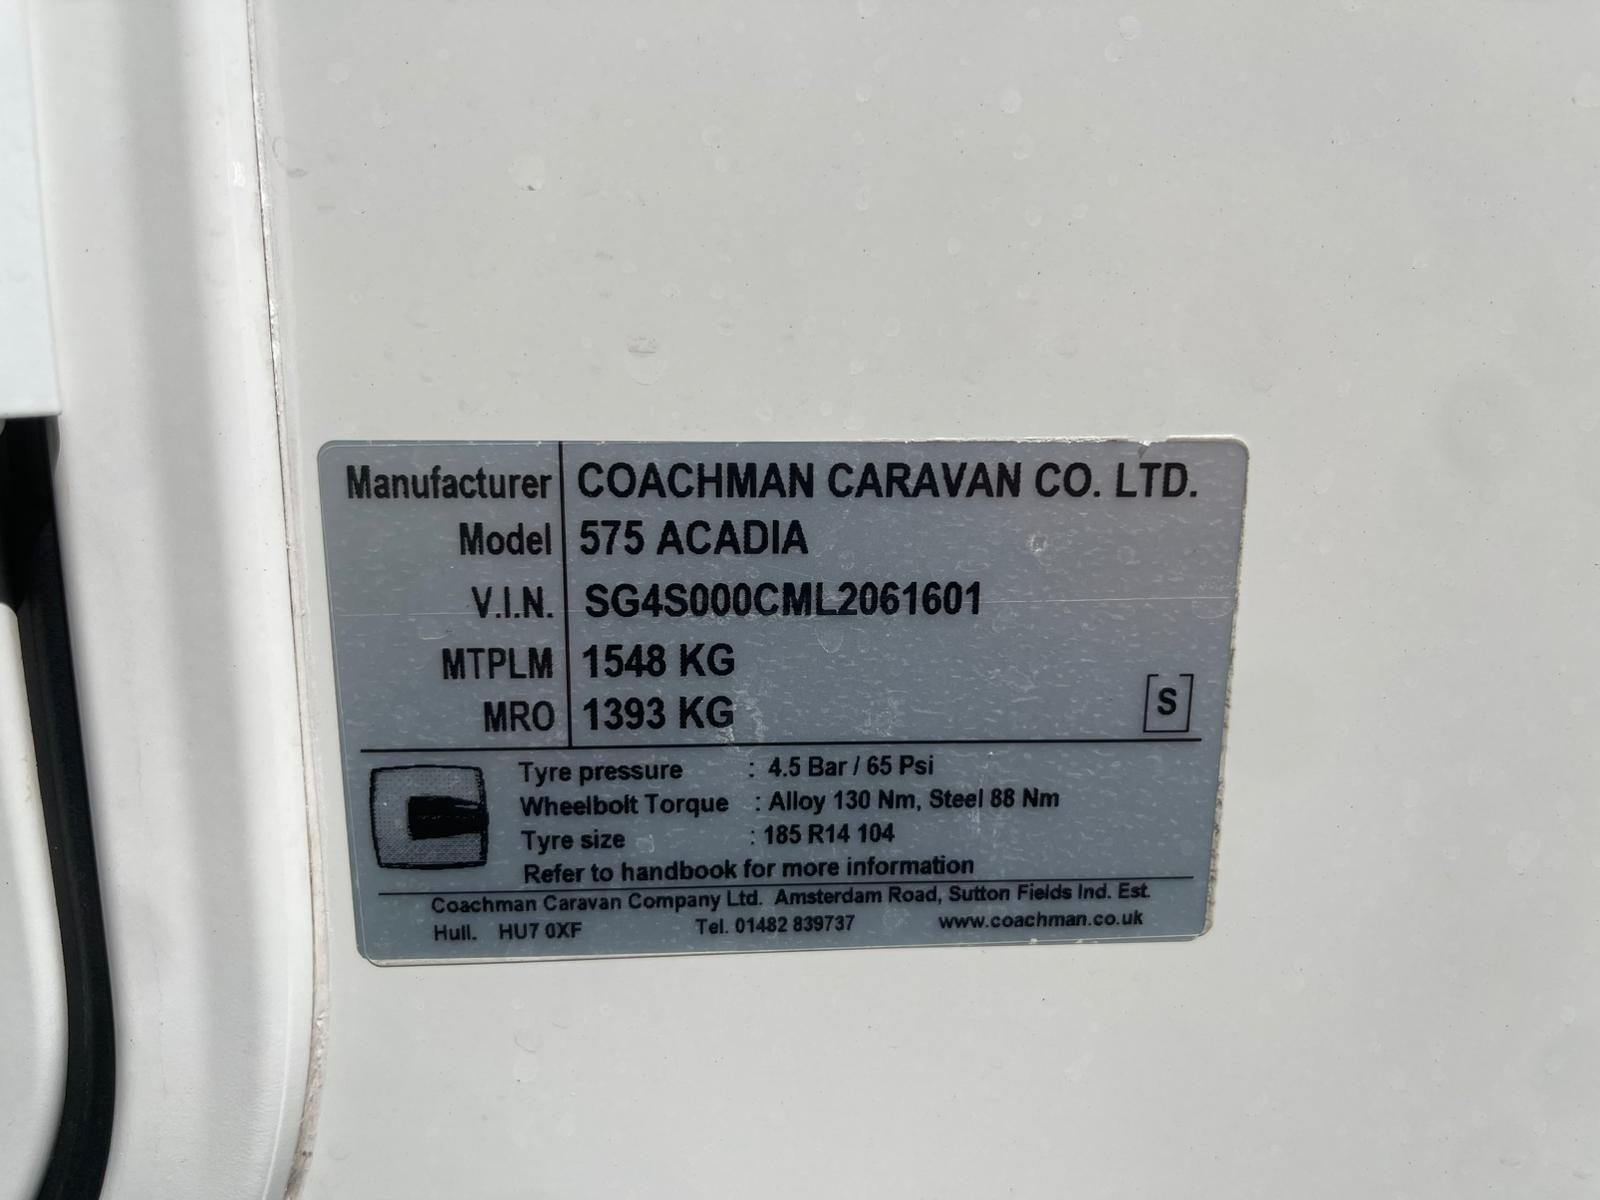 Manufacturer COACHMAN CARAVAN CO. LTD.
Model 575 ACADIA
V.I.N. SG4S000CML2061601
MTPLM 1548 KG
MRO 1393 KG
[S]
Tyre pressure : 4.5 Bar / 65 Psi
Wheelbolt Torque : Alloy 130 Nm, Steel 88 Nm
Tyre size : 185 R14 104
Refer to handbook for more information
Coachman Caravan Company Ltd. Amsterdam Road, Sutton Fields Ind. Est.
Hull. HU7 0XF Tel. 01482 839737 www.coachman.co.uk